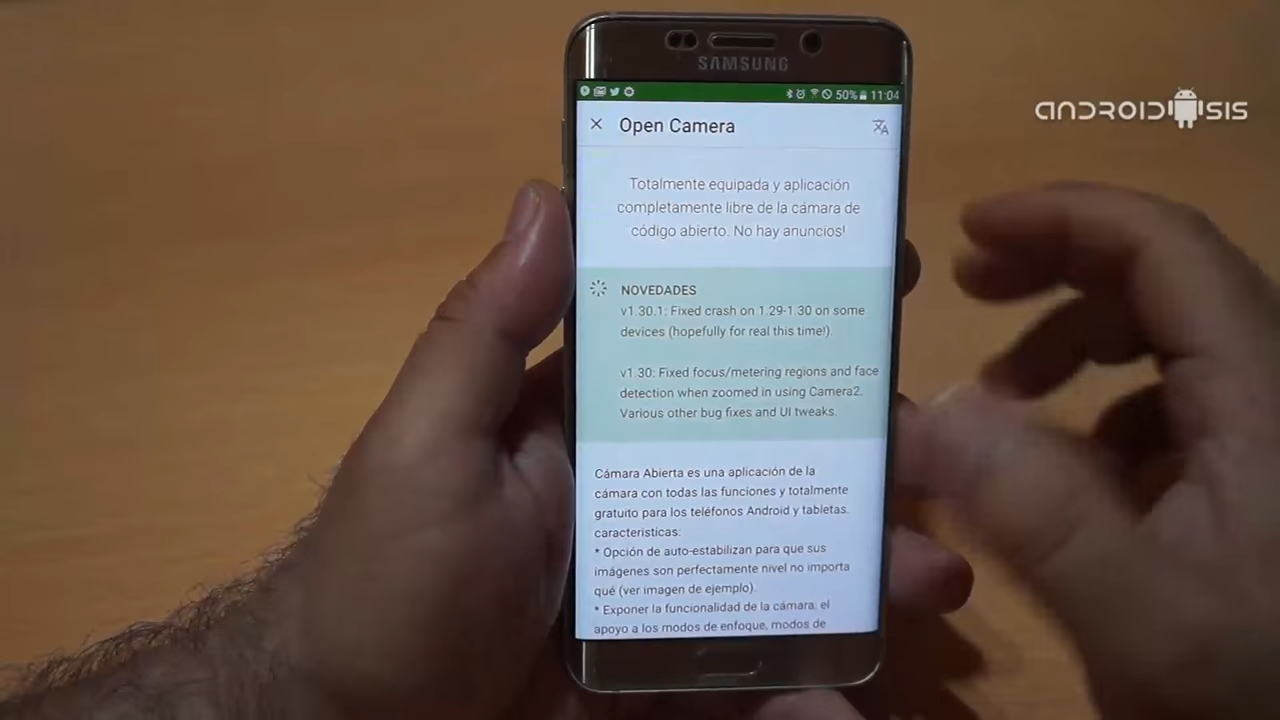 SAMSUNG
50% 11:04
ANDROIDSIS
Open Camera
Totalmente equipada y aplicación
completamente libre de la cámara de
código abierto. No hay anuncios!
NOVEDADES
v1.30.1: Fixed crash on 1.29-1.30 on some
devices (hopefully for real this time!).
v1.30: Fixed focus/metering regions and face
detection when zoomed in using Camera2.
Various other bug fixes and UI tweaks.
Cámara Abierta es una aplicación de la
cámara con todas las funciones y totalmente
gratuito para los teléfonos Android y tabletas.
caracteristicas:
* Opción de auto-estabilizan para que sus
imágenes son perfectamente nivel no importa
qué (ver imagen de ejemplo).
* Exponer la funcionalidad de la cámara: el
apoyo a los modos de enfoque, modos de